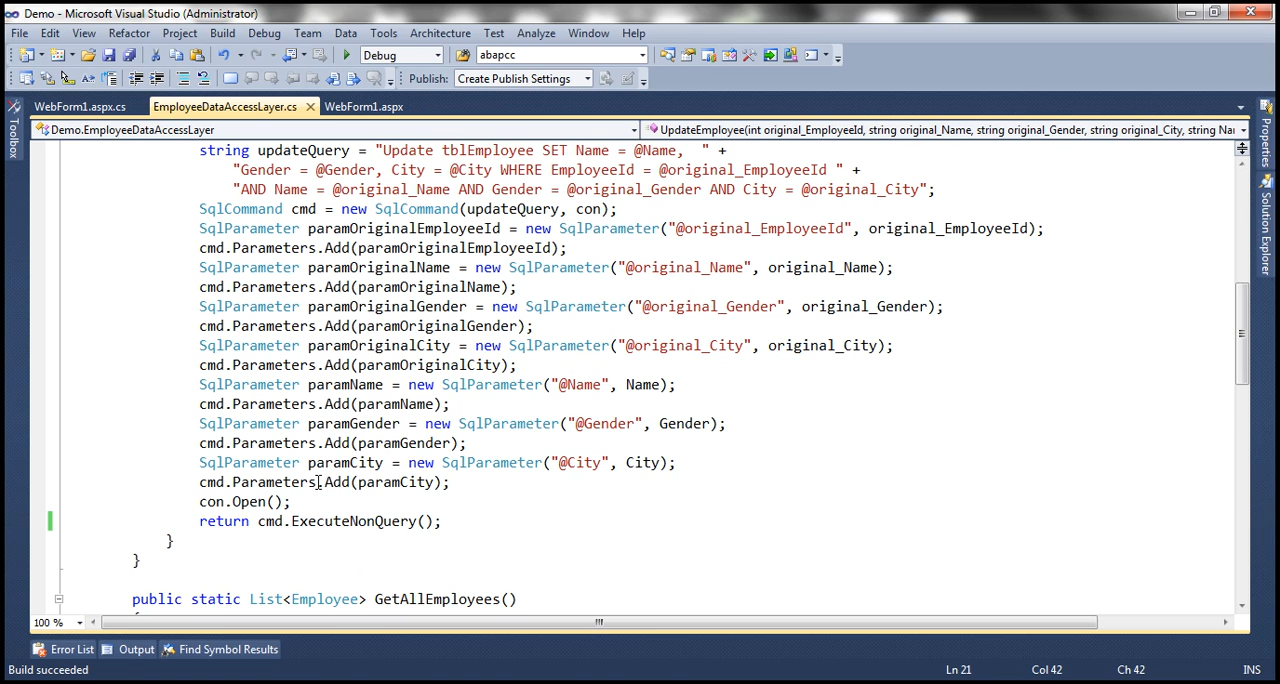 Demo - Microsoft Visual Studio (Administrator)
File Edit View Refactor Project Build Debug Team Data Tools Architecture Test Analyze Window Help
Debug abapcc
Publish: Create Publish Settings
WebForm1.aspx.cs EmployeeDataAccessLayer.cs WebForm1.aspx
Demo.EmployeeDataAccessLayer UpdateEmployee(int original_EmployeeId, string original_Name, string original_Gender, string original_City, string Nar
string updateQuery = "Update tblEmployee SET Name = @Name,  " +
"Gender = @Gender, City = @City WHERE EmployeeId = @original_EmployeeId " +
"AND Name = @original_Name AND Gender = @original_Gender AND City = @original_City";
SqlCommand cmd = new SqlCommand(updateQuery, con);
SqlParameter paramOriginalEmployeeId = new SqlParameter("@original_EmployeeId", original_EmployeeId);
cmd.Parameters.Add(paramOriginalEmployeeId);
SqlParameter paramOriginalName = new SqlParameter("@original_Name", original_Name);
cmd.Parameters.Add(paramOriginalName);
SqlParameter paramOriginalGender = new SqlParameter("@original_Gender", original_Gender);
cmd.Parameters.Add(paramOriginalGender);
SqlParameter paramOriginalCity = new SqlParameter("@original_City", original_City);
cmd.Parameters.Add(paramOriginalCity);
SqlParameter paramName = new SqlParameter("@Name", Name);
cmd.Parameters.Add(paramName);
SqlParameter paramGender = new SqlParameter("@Gender", Gender);
cmd.Parameters.Add(paramGender);
SqlParameter paramCity = new SqlParameter("@City", City);
cmd.Parameters.Add(paramCity);
con.Open();
return cmd.ExecuteNonQuery();
}
}
public static List<Employee> GetAllEmployees()
100 %
Error List Output Find Symbol Results
Build succeeded Ln 21 Col 42 Ch 42 INS
Toolbox
Properties
Solution Explorer